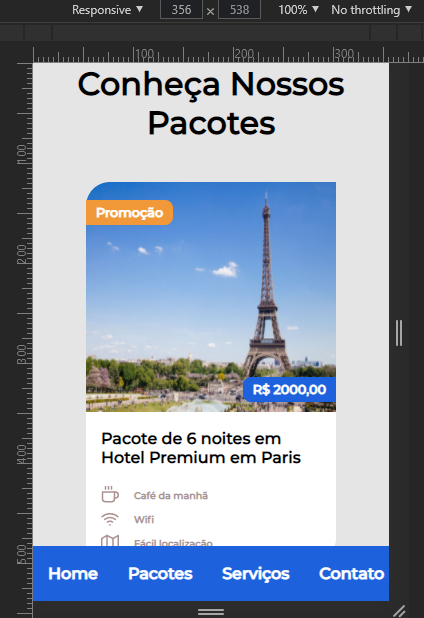 Responsive ▼ 356 × 538 100% ▼ No throttling ▼
100 200 300
Conheça Nossos
Pacotes
100
Promoção
200
300
R$ 2000,00
400
Pacote de 6 noites em
Hotel Premium em Paris
Café da manhã
Wifi
Fácil localização
500
Home Pacotes Serviços Contato